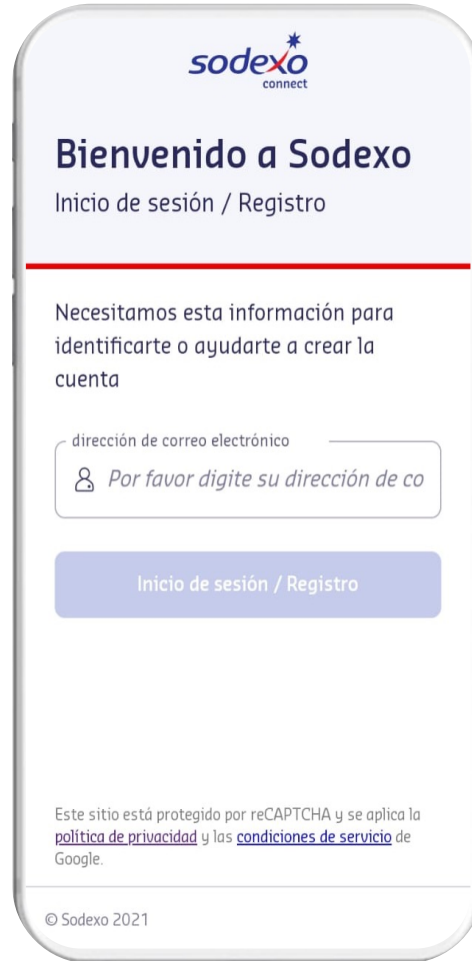 sodexo
connect
Bienvenido a Sodexo
Inicio de sesión / Registro
Necesitamos esta información para
identificarte o ayudarte a crear la
cuenta
dirección de correo electrónico
Por favor digite su dirección de co
Inicio de sesión / Registro
Este sitio está protegido por reCAPTCHA y se aplica la
política de privacidad y las condiciones de servicio de
Google.
© Sodexo 2021